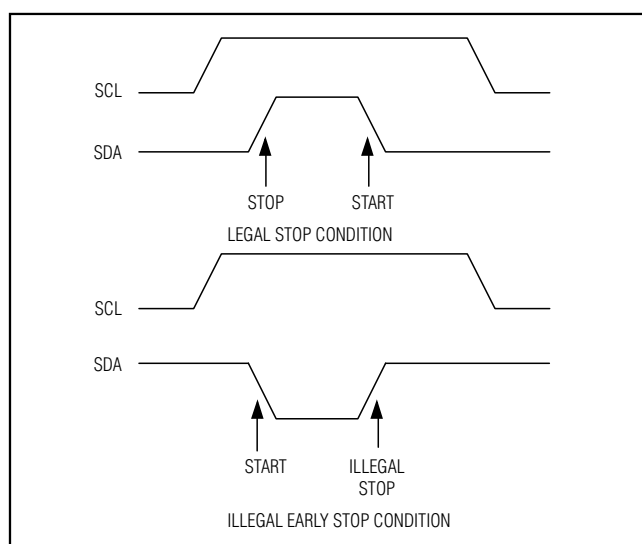 SCL
SDA
STOP START
LEGAL STOP CONDITION
SCL
SDA
START ILLEGAL
STOP
ILLEGAL EARLY STOP CONDITION